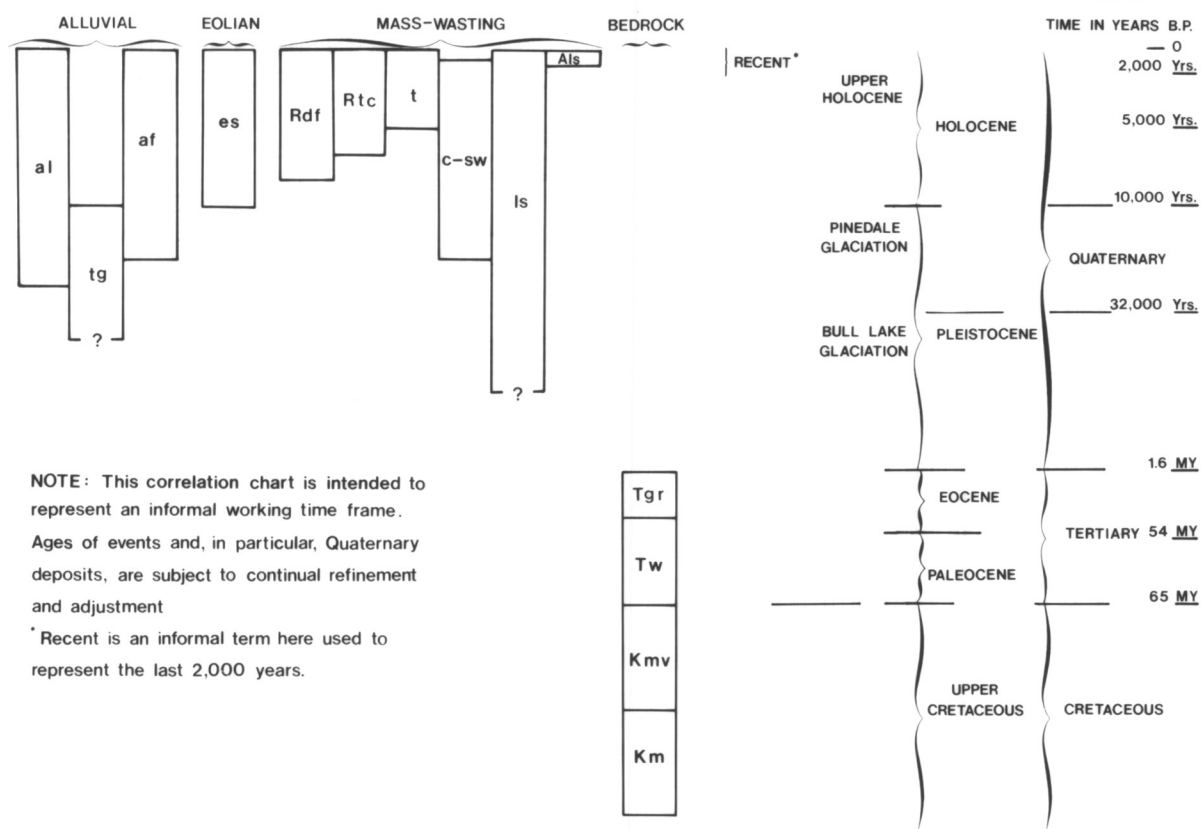 ALLUVIAL
EOLIAN
MASS-WASTING
BEDROCK
TIME IN YEARS B.P.
al
tg
?
af
es
Rdf
Rtc
t
c-sw
ls
?
Als
RECENT*
UPPER
HOLOCENE
HOLOCENE
PINEDALE
GLACIATION
BULL LAKE
GLACIATION
PLEISTOCENE
QUATERNARY
0
2,000 Yrs.
5,000 Yrs.
10,000 Yrs.
32,000 Yrs.
1.6 MY
54 MY
65 MY
EOCENE
PALEOCENE
TERTIARY
UPPER
CRETACEOUS
CRETACEOUS
Tgr
Tw
Kmv
Km
NOTE: This correlation chart is intended to
represent an informal working time frame.
Ages of events and, in particular, Quaternary
deposits, are subject to continual refinement
and adjustment
*Recent is an informal term here used to
represent the last 2,000 years.